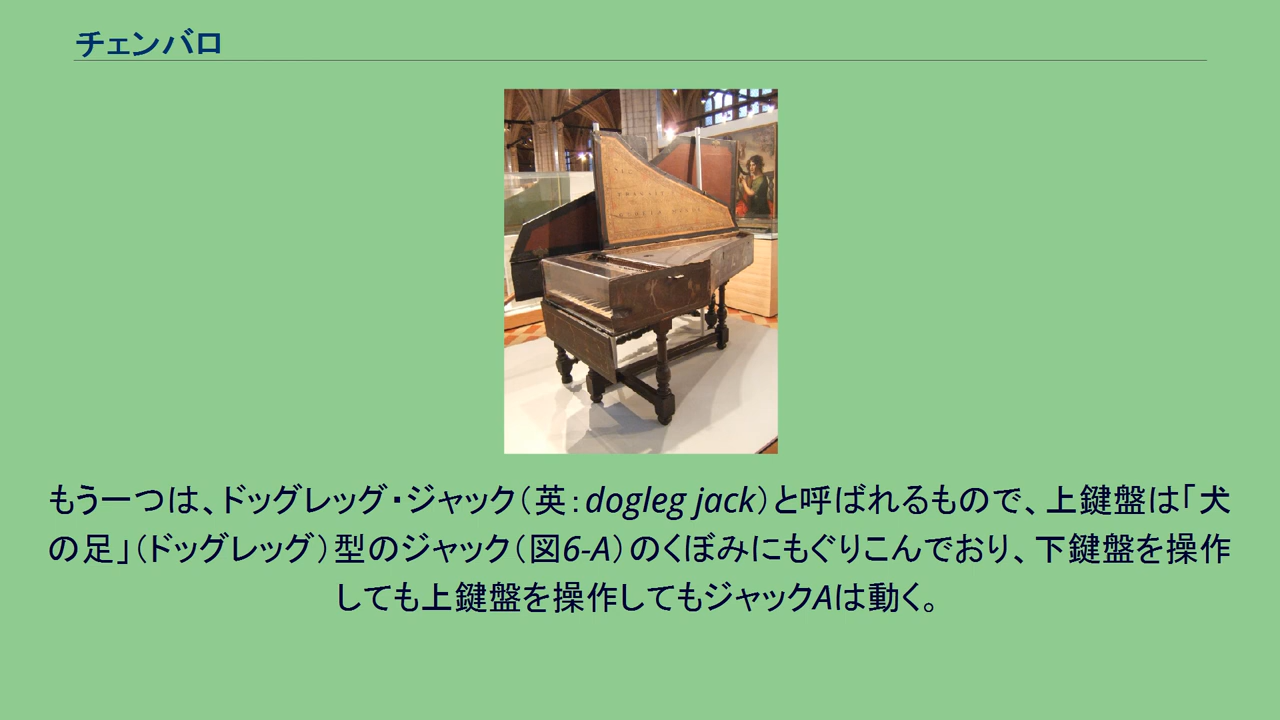 チェンバロ
もう一つは、ドッグレッグ・ジャック（英：dogleg jack）と呼ばれるもので、上鍵盤は「犬
の足」（ドッグレッグ）型のジャック（図6-A）のくぼみにもぐりこんでおり、下鍵盤を操作
しても上鍵盤を操作してもジャックAは動く。